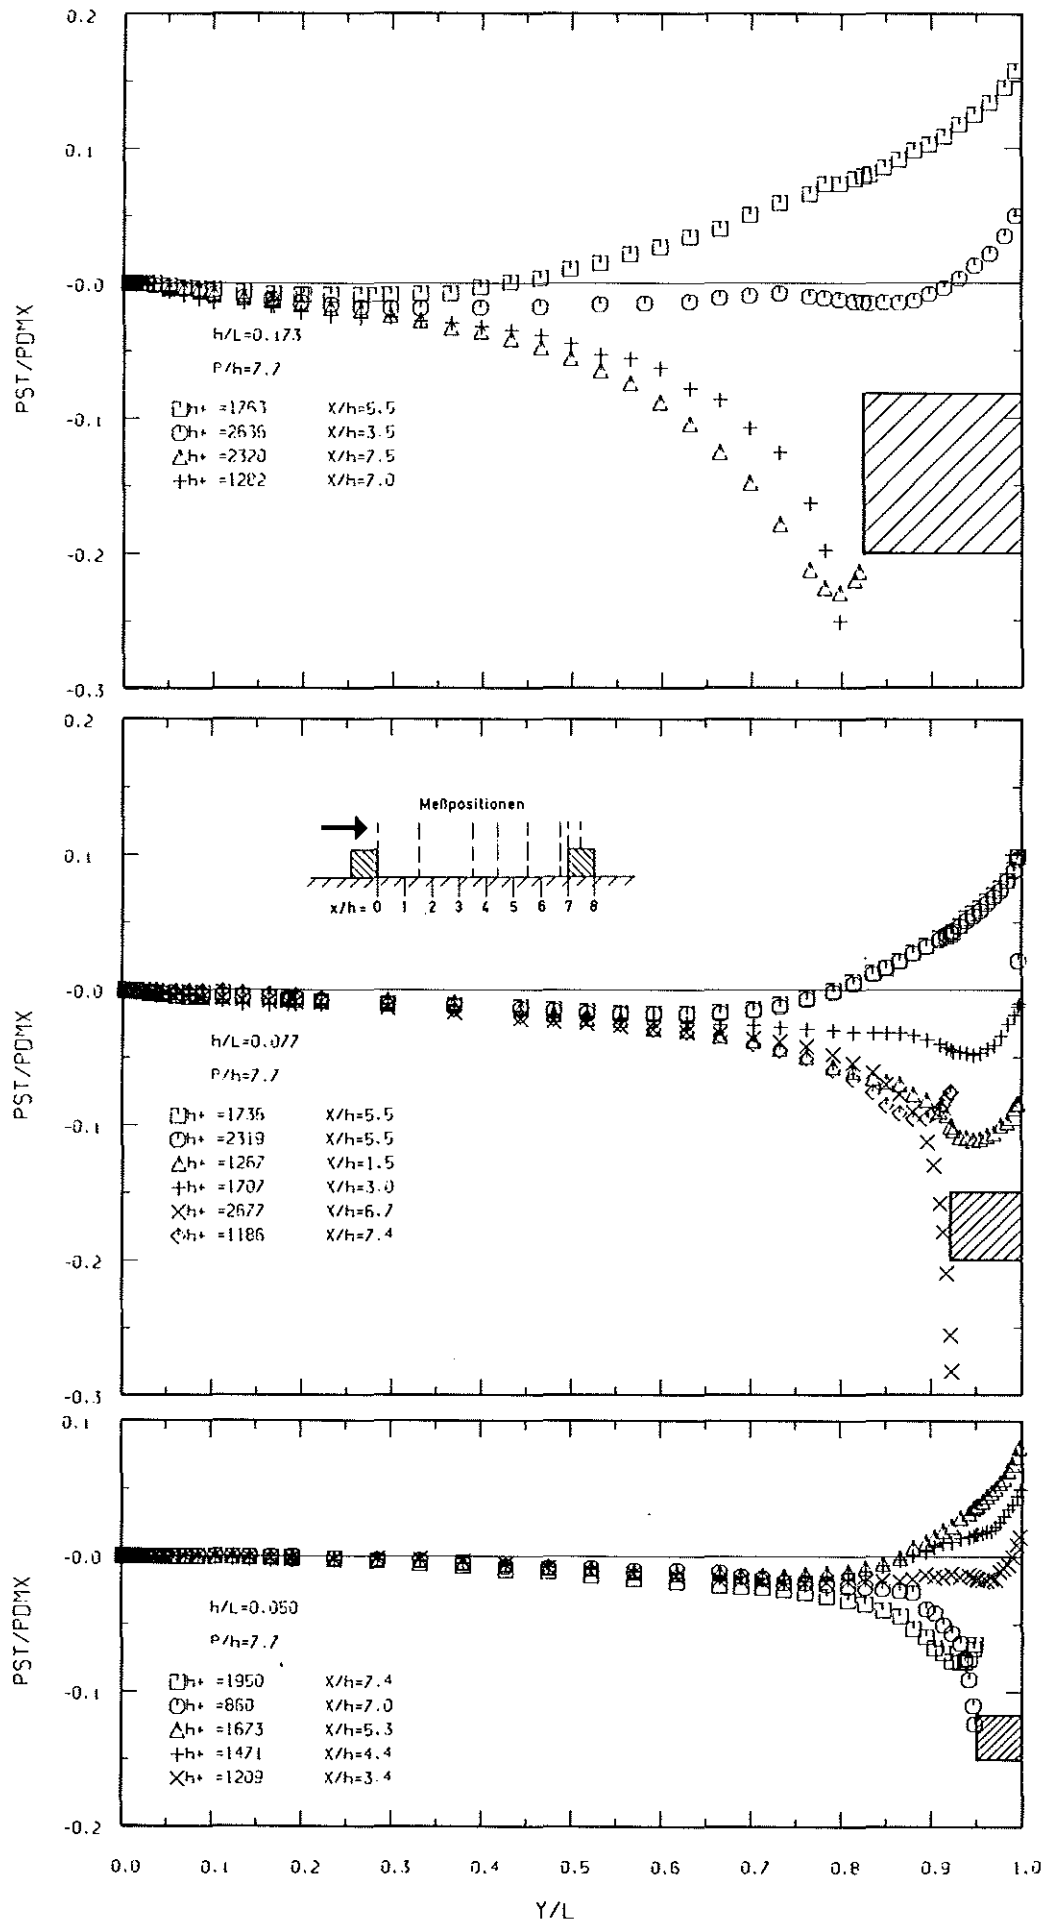 0.2
0.1
-0.0
-0.1
-0.2
-0.3
PST/PDMX
h/L=0.173
P/h=7.7
h+ =1763 X/h=5.5
h+ =2636 X/h=3.5
h+ =2320 X/h=7.5
h+ =1282 X/h=7.0
0.2
0.1
-0.0
-0.1
-0.2
-0.3
PST/PDMX
Meßpositionen
x/h= 0 1 2 3 4 5 6 7 8
h/L=0.077
P/h=7.7
h+ =1736 X/h=5.5
h+ =2319 X/h=5.5
h+ =1267 X/h=1.5
h+ =1707 X/h=3.0
h+ =2677 X/h=6.7
h+ =1186 X/h=7.4
0.1
-0.0
-0.1
-0.2
PST/PDMX
h/L=0.050
P/h=7.7
h+ =1950 X/h=7.4
h+ =860 X/h=7.0
h+ =1673 X/h=5.3
h+ =1471 X/h=4.4
h+ =1209 X/h=3.4
0.0 0.1 0.2 0.3 0.4 0.5 0.6 0.7 0.8 0.9 1.0
Y/L